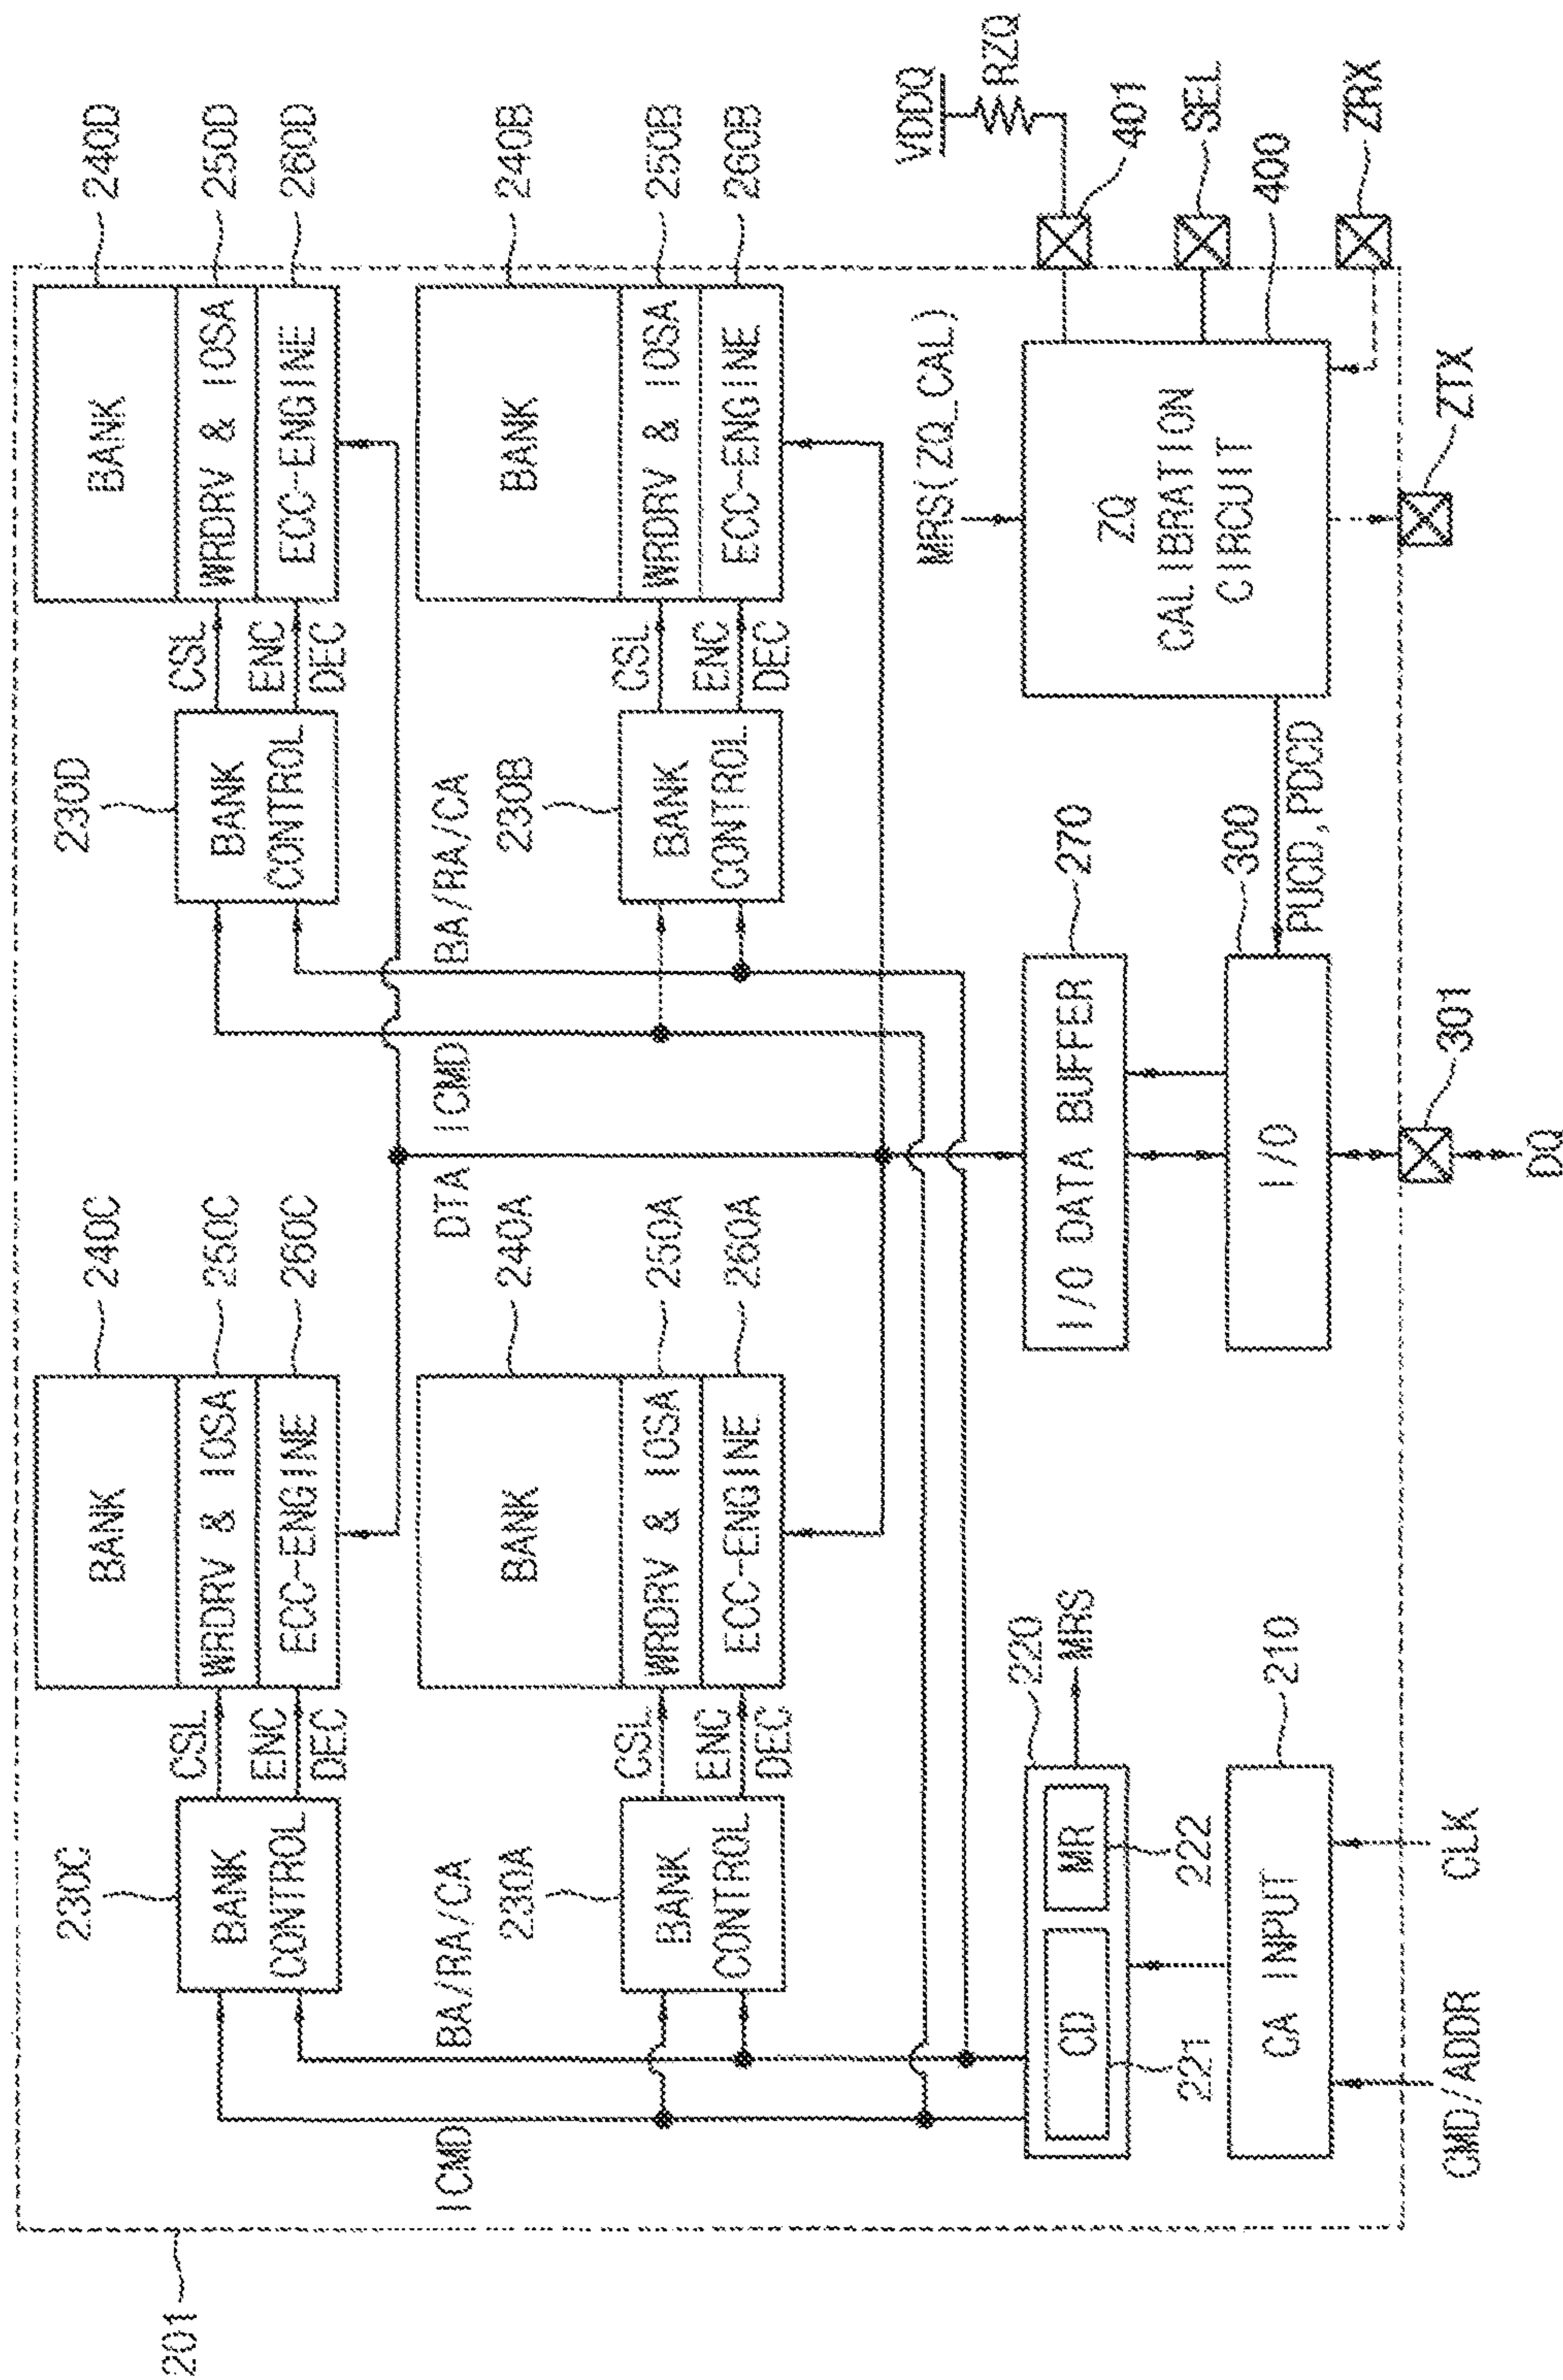 201
230C
BANK
CONTROL
CSL
ENC
DEC
BANK
WRDRV & IOSA
ECC-ENGINE
240C
250C
260C
230D
BANK
CONTROL
CSL
ENC
DEC
BANK
WRDRV & IOSA
ECC-ENGINE
240D
250D
260D
ICMD
BA/RA/CA
DTA
ICMD
BA/RA/CA
230A
BANK
CONTROL
CSL
ENC
DEC
BANK
WRDRV & IOSA
ECC-ENGINE
240A
250A
260A
230B
BANK
CONTROL
CSL
ENC
DEC
BANK
WRDRV & IOSA
ECC-ENGINE
240B
250B
260B
220
CD
MR
MRS
221
222
210
CA INPUT
CMD/ADDR
CLK
I/O DATA BUFFER
270
I/O
300
PUCD,PDCD
301
DQ
MRS(ZQ_CAL)
ZQ
CALIBRATION
CIRCUIT
VDDQ
RZQ
401
SEL
400
ZRX
ZTX